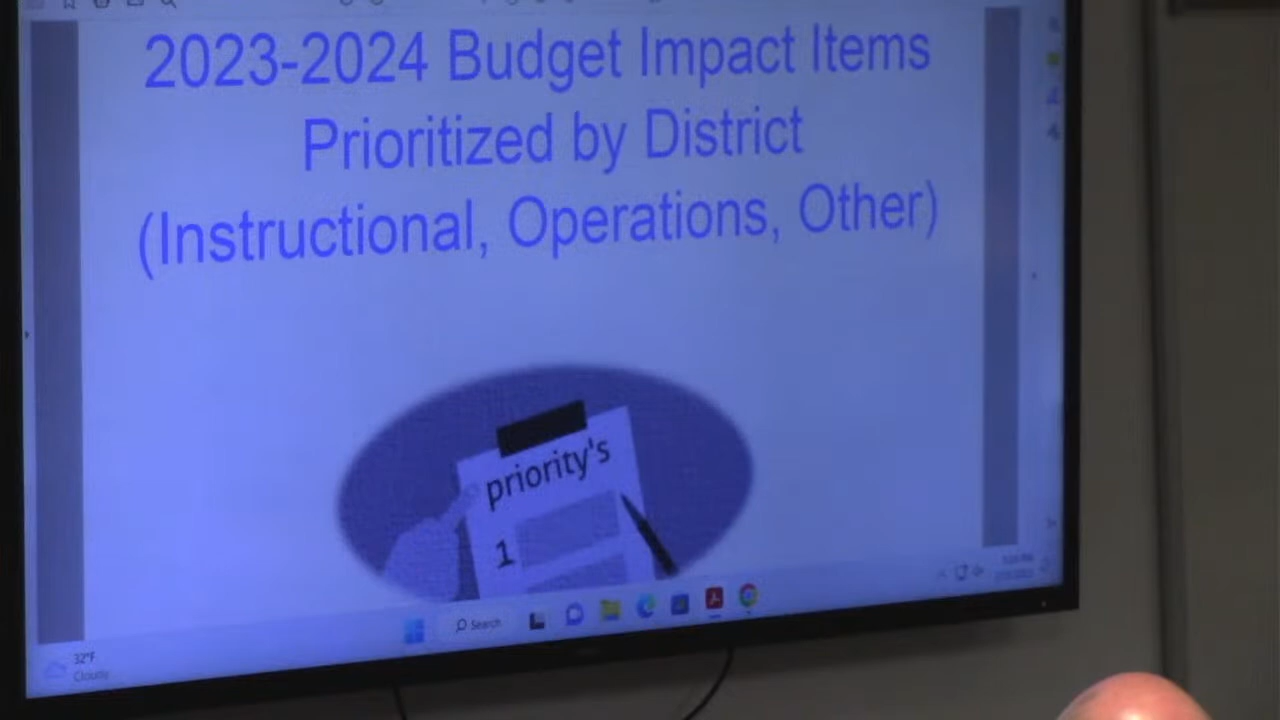 2023-2024 Budget Impact Items
Prioritized by District
(Instructional, Operations, Other)
priority's
1
Search
32°F
Cloudy